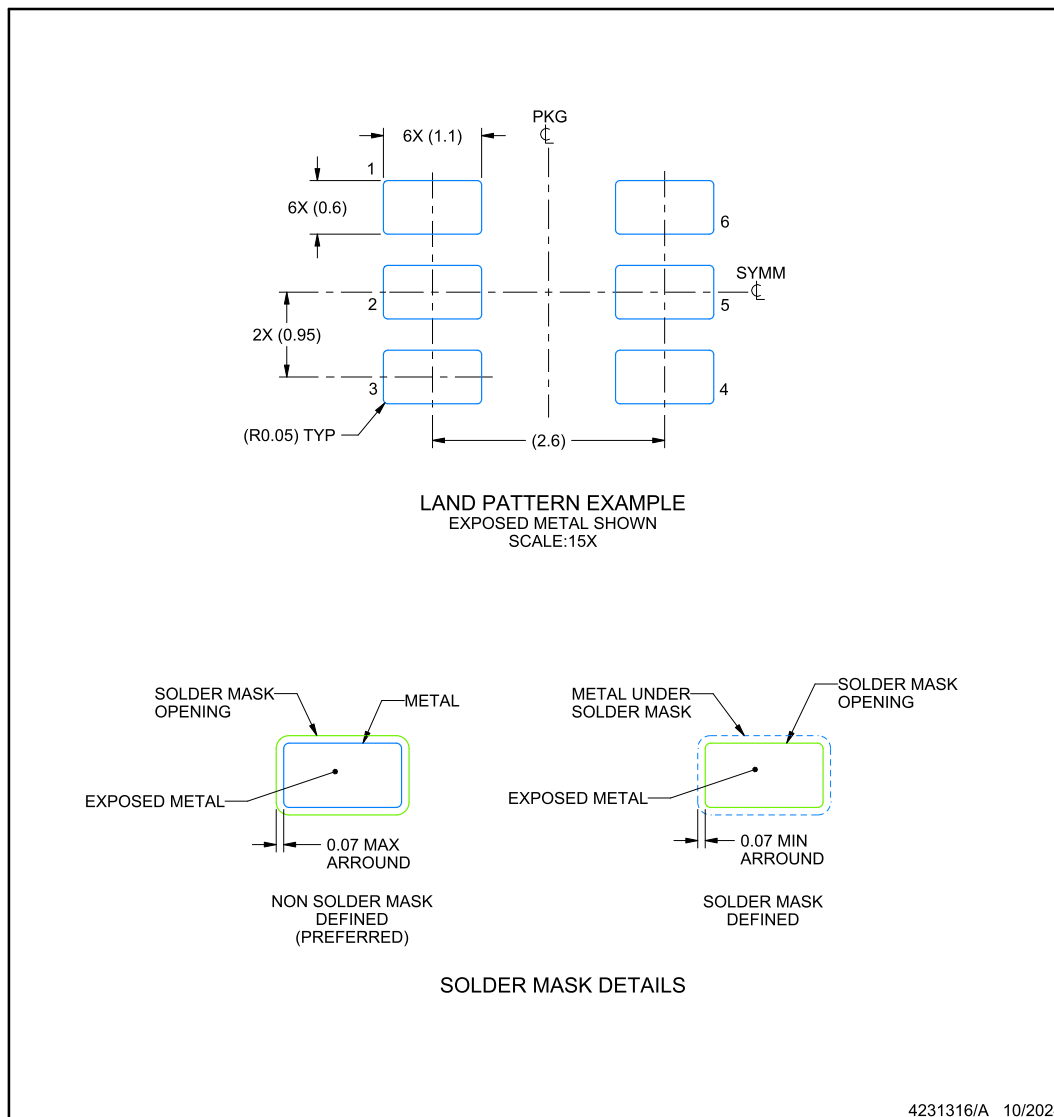 PKG
℄
6X (1.1)
1
6X (0.6)
6
SYMM
℄
2
5
2X (0.95)
3
4
(R0.05) TYP
(2.6)
LAND PATTERN EXAMPLE
EXPOSED METAL SHOWN
SCALE:15X
SOLDER MASK
OPENING
METAL
EXPOSED METAL
0.07 MAX
ARROUND
NON SOLDER MASK
DEFINED
(PREFERRED)
METAL UNDER
SOLDER MASK
SOLDER MASK
OPENING
EXPOSED METAL
0.07 MIN
ARROUND
SOLDER MASK
DEFINED
SOLDER MASK DETAILS
4231316/A 10/202